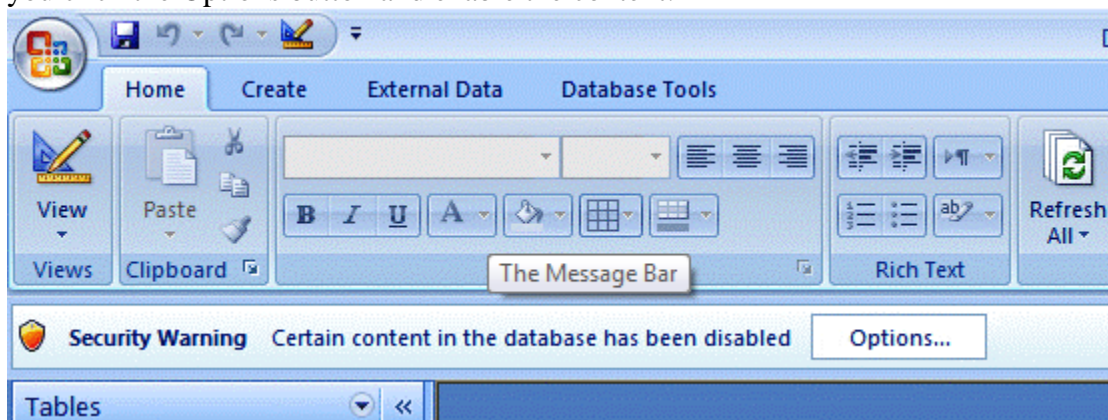 Home Create External Data Database Tools
View Paste B I U A ab Refresh
All
Views Clipboard The Message Bar Rich Text
Security Warning Certain content in the database has been disabled Options...
Tables